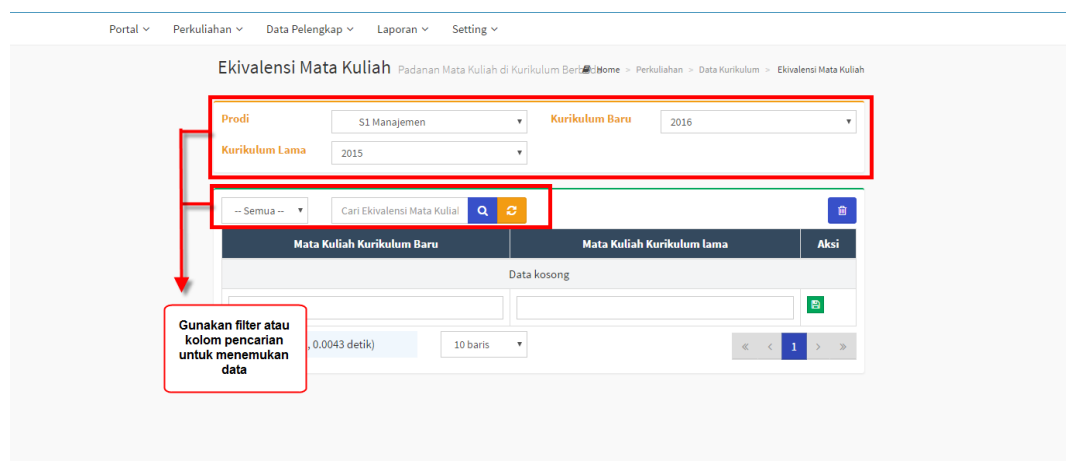 Portal Perkuliahan Data Pelengkap Laporan Setting
Ekivalensi Mata Kuliah Padanan Mata Kuliah di Kurikulum Home > Perkuliahan > Data Kurikulum > Ekivalensi Mata Kuliah
Prodi S1 Manajemen Kurikulum Baru 2016
Kurikulum Lama 2015
-- Semua -- Cari Ekivalensi Mata Kuliah
Mata Kuliah Kurikulum Baru Mata Kuliah Kurikulum lama Aksi
Data kosong
, 0.0043 detik) 10 baris « < 1 > »
Gunakan filter atau
kolom pencarian
untuk menemukan
data